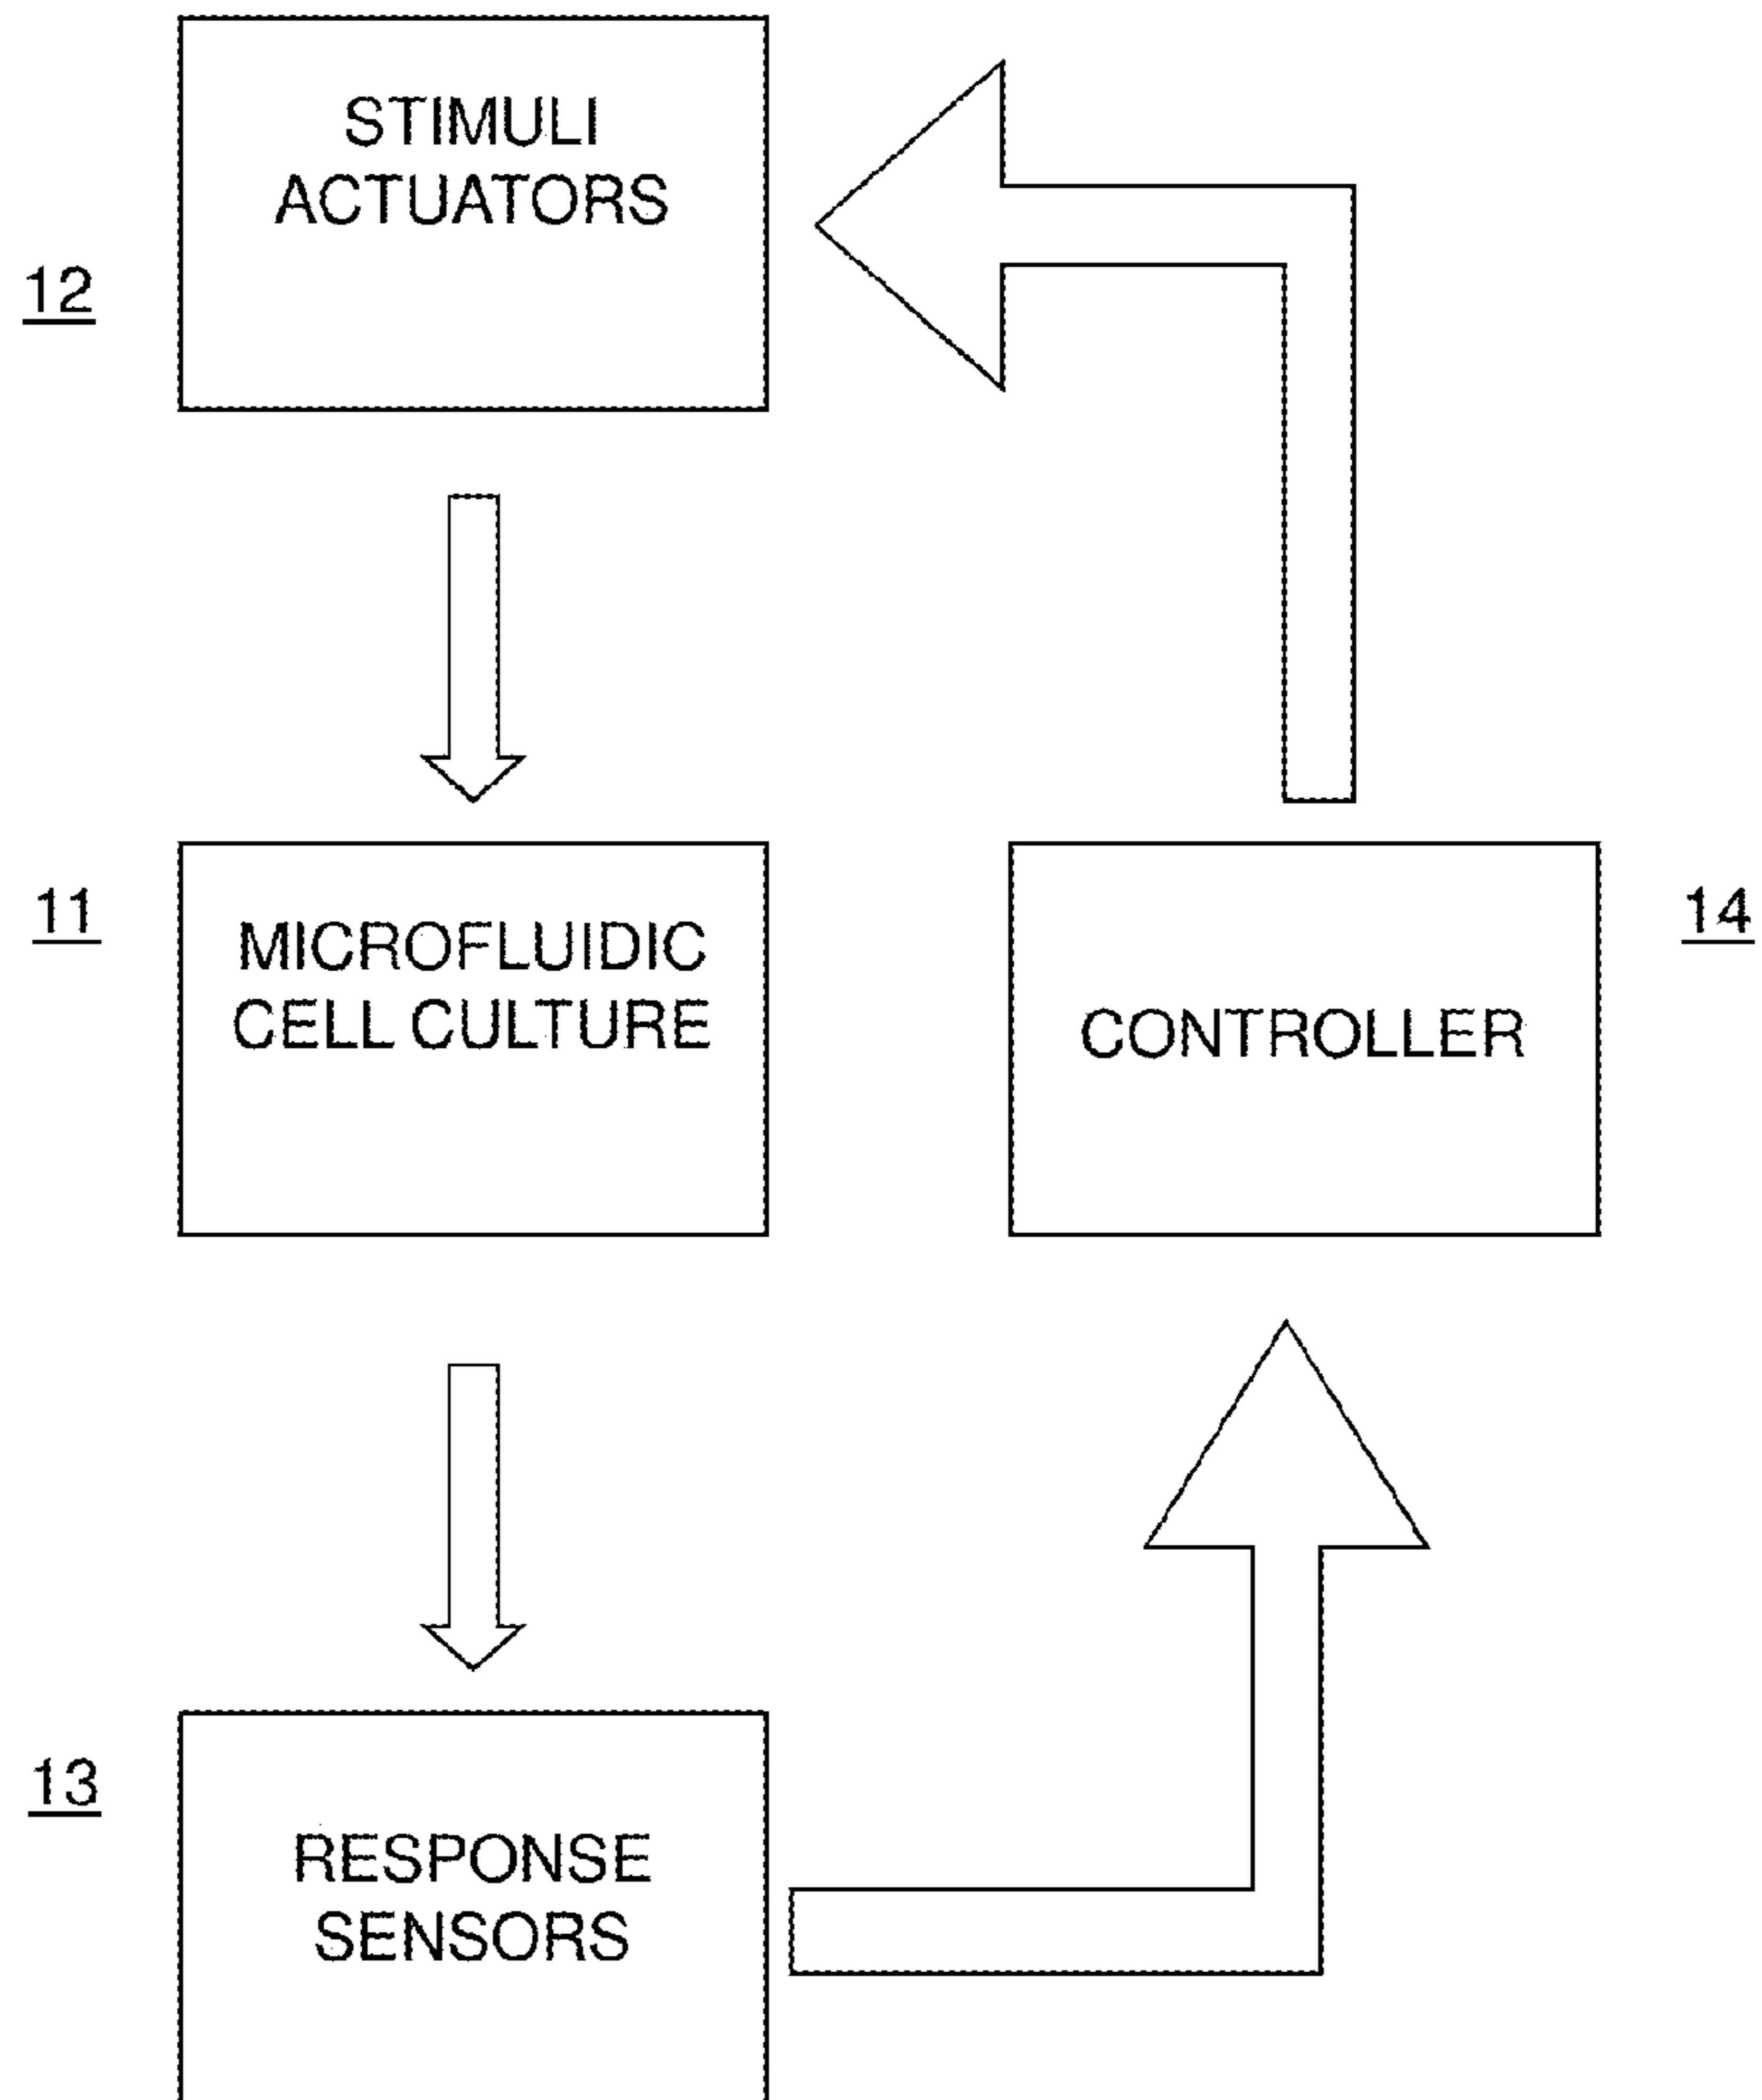 STIMULI
ACTUATORS
12
11
MICROFLUIDIC
CELL CULTURE
CONTROLLER
14
13
RESPONSE
SENSORS